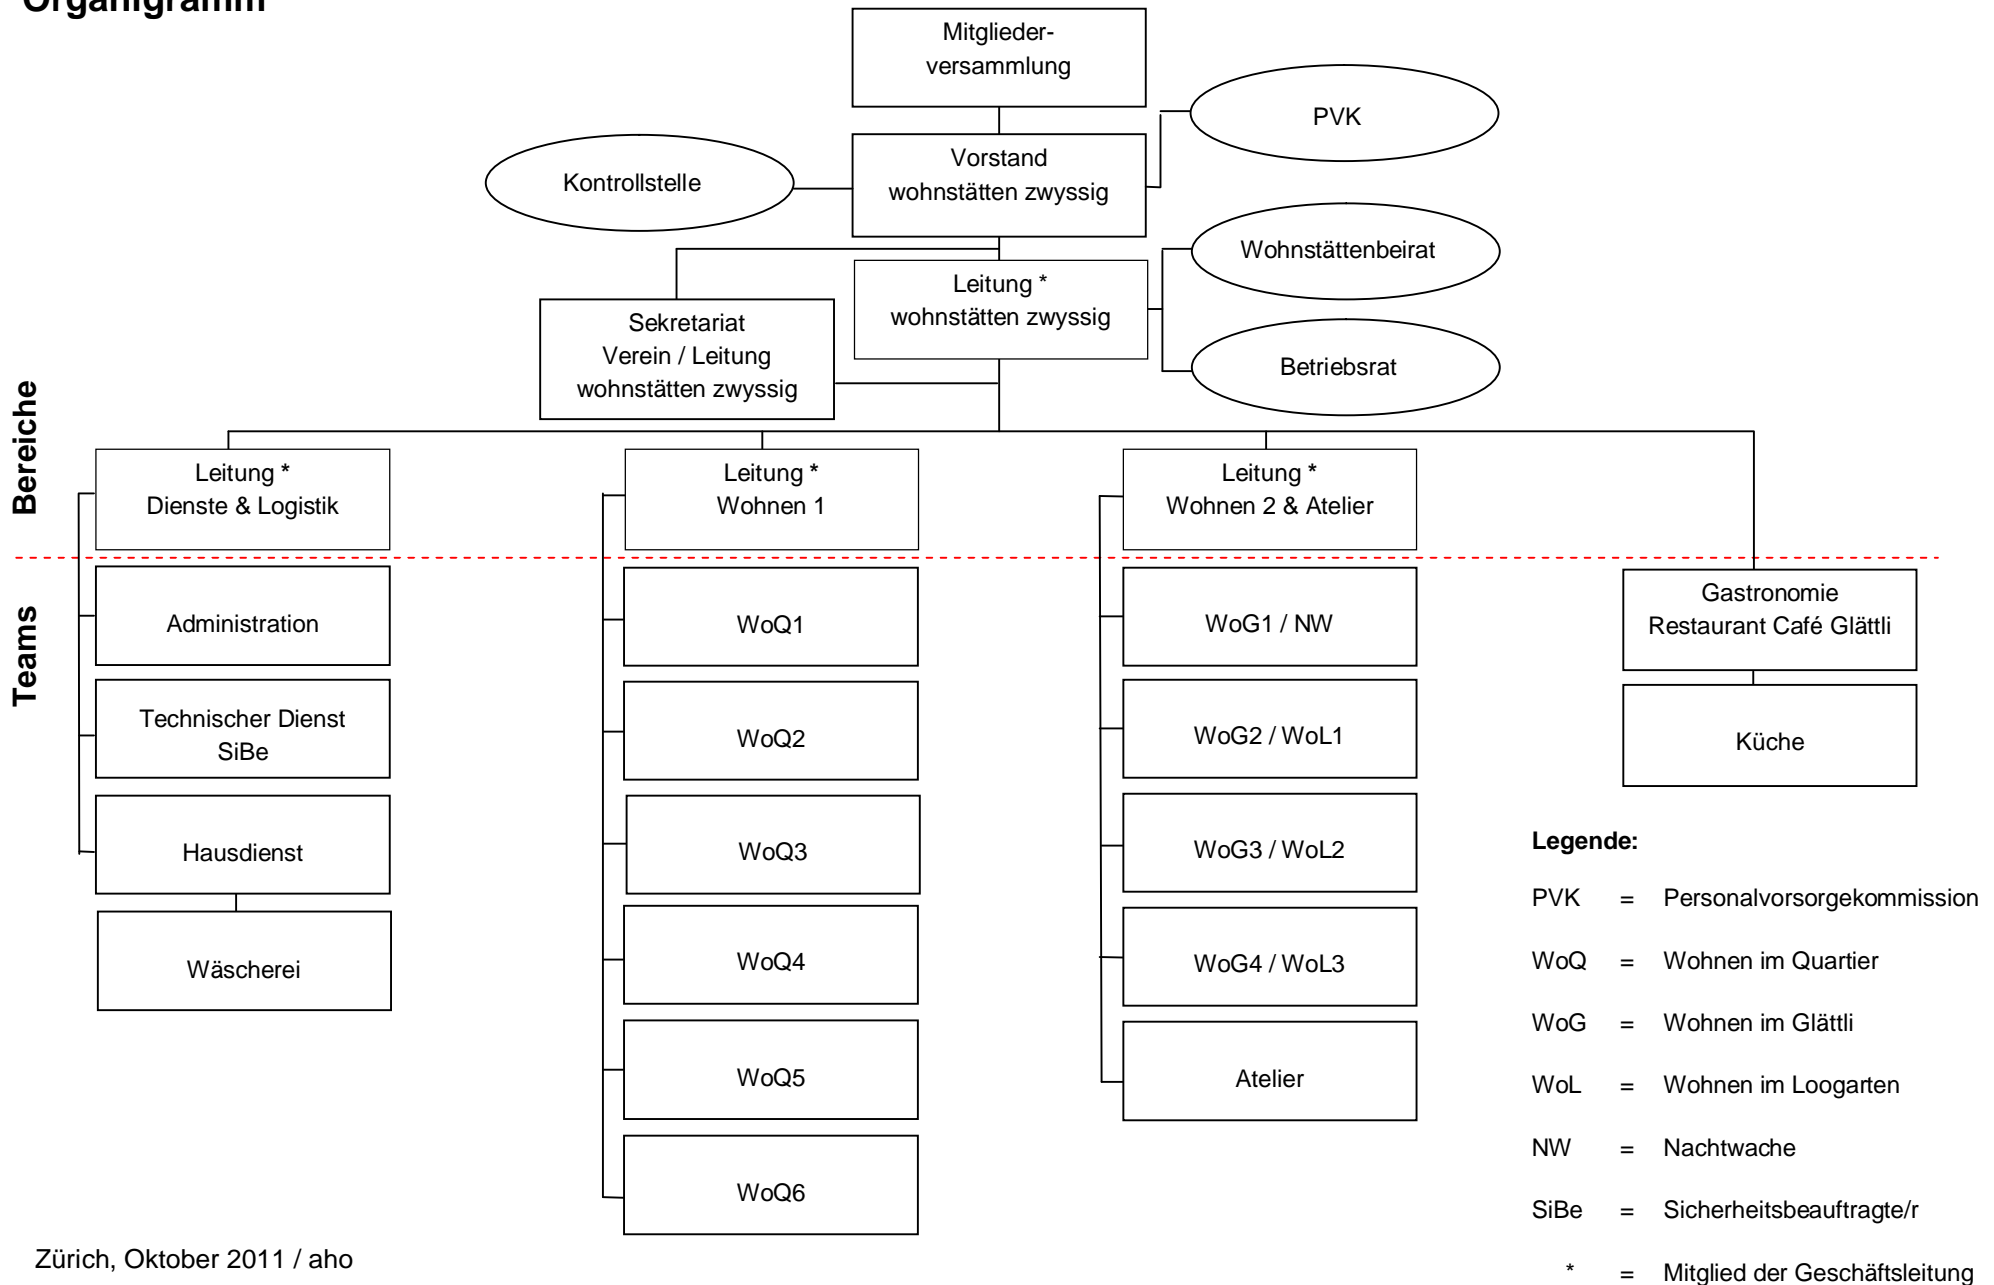 Organigramm
Mitglieder-
versammlung
PVK
Kontrollstelle
Vorstand
wohnstätten zwyssig
Wohnstättenbeirat
Leitung *
wohnstätten zwyssig
Sekretariat
Verein / Leitung
wohnstätten zwyssig
Betriebsrat
Bereiche
Leitung *
Dienste & Logistik
Leitung *
Wohnen 1
Leitung *
Wohnen 2 & Atelier
Teams
Administration
Technischer Dienst
SiBe
Hausdienst
Wäscherei
WoQ1
WoQ2
WoQ3
WoQ4
WoQ5
WoQ6
WoG1 / NW
WoG2 / WoL1
WoG3 / WoL2
WoG4 / WoL3
Atelier
Gastronomie
Restaurant Café Glättli
Küche
Legende:
PVK = Personalvorsorgekommission
WoQ = Wohnen im Quartier
WoG = Wohnen im Glättli
WoL = Wohnen im Loogarten
NW = Nachtwache
SiBe = Sicherheitsbeauftragte/r
* = Mitglied der Geschäftsleitung
Zürich, Oktober 2011 / aho